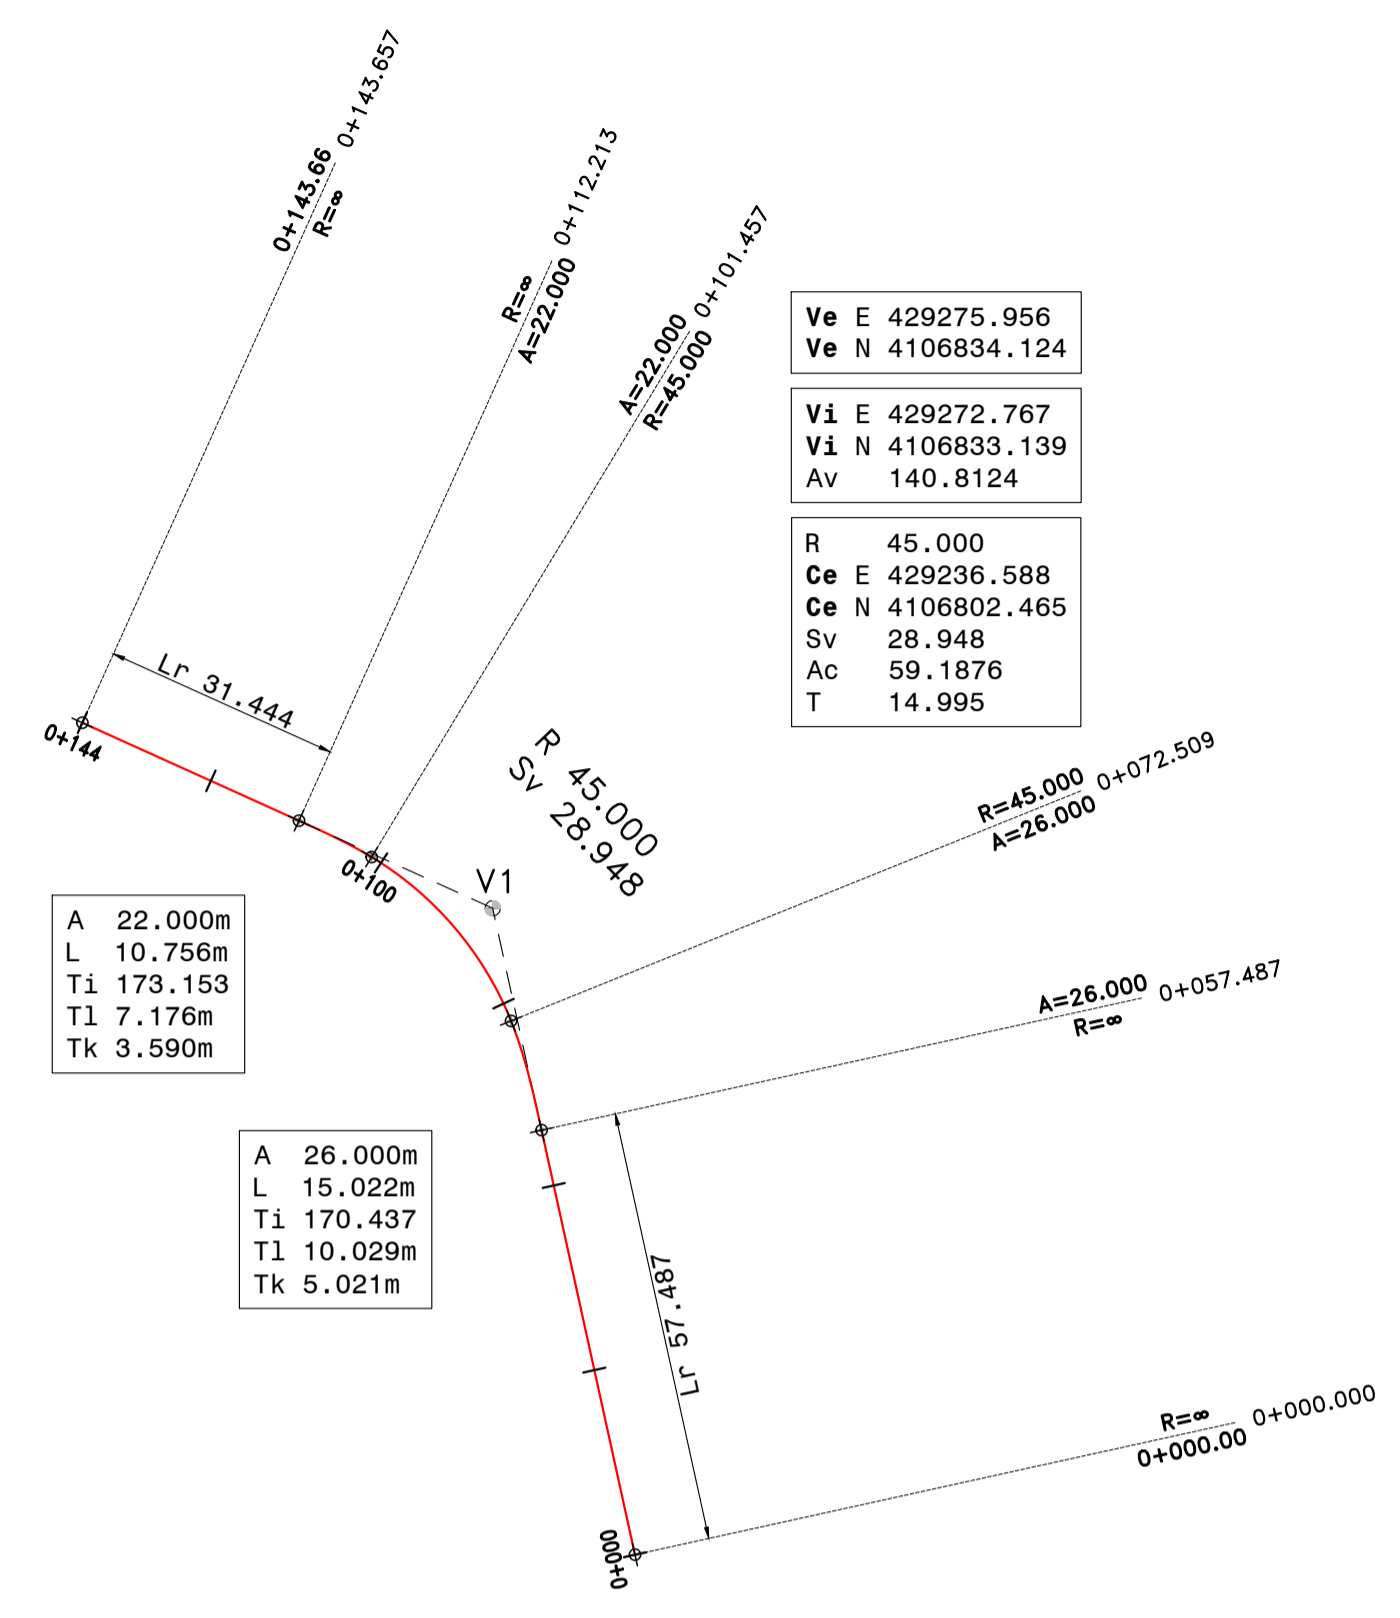 0+143.66 0+143.657
R=∞
R=∞ 0+112.213
A=22.000
A=22.000 0+101.457
R=45.000
Ve E 429275.956
Ve N 4106834.124
Vi E 429272.767
Vi N 4106833.139
Av 140.8124
R 45.000
Ce E 429236.588
Ce N 4106802.465
Sv 28.948
Ac 59.1876
T 14.995
Lr 31.444
0+144
0+100
R 45.000
Sv 28.948
V1
R=45.000 0+072.509
A=26.000
A 22.000m
L 10.756m
Ti 173.153
Tl 7.176m
Tk 3.590m
A=26.000 0+057.487
R=∞
A 26.000m
L 15.022m
Ti 170.437
Tl 10.029m
Tk 5.021m
Lr 57.487
R=∞ 0+000.000
0+000.00
0+000